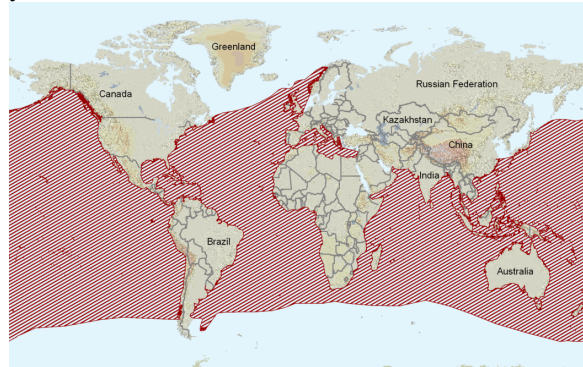 Greenland
Canada
Russian Federation
Kazakhstan
China
India
Brazil
Australia